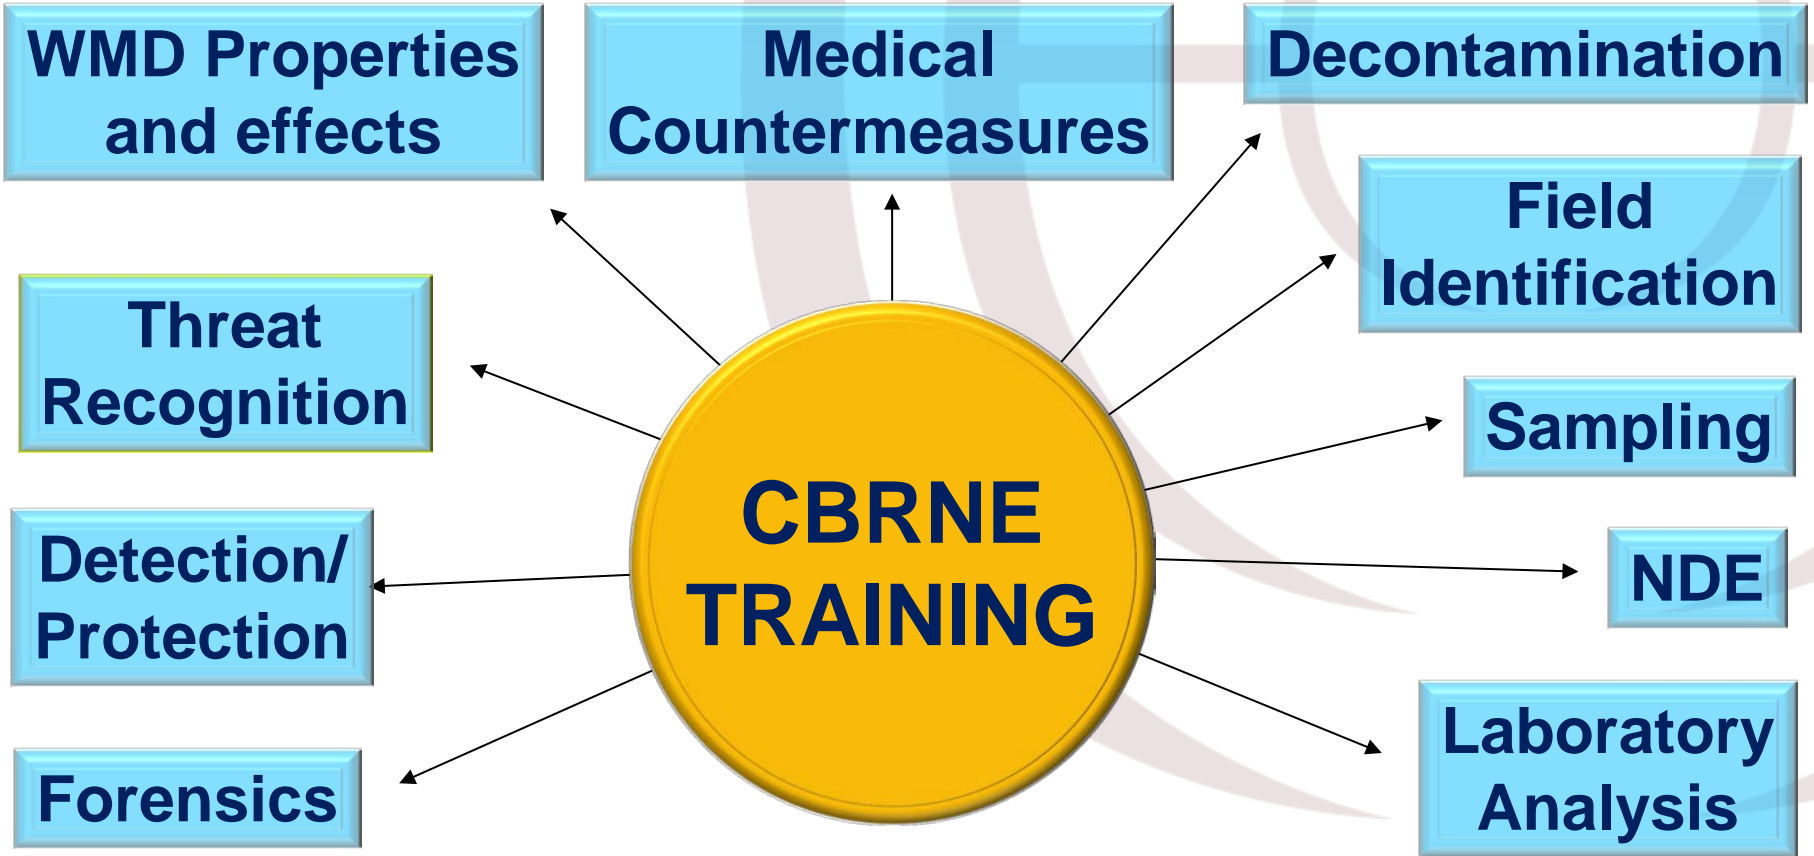 WMD Properties
and effects
Medical
Countermeasures
Decontamination
Field
Identification
Threat
Recognition
Sampling
CBRNE
TRAINING
Detection/
Protection
NDE
Laboratory
Analysis
Forensics